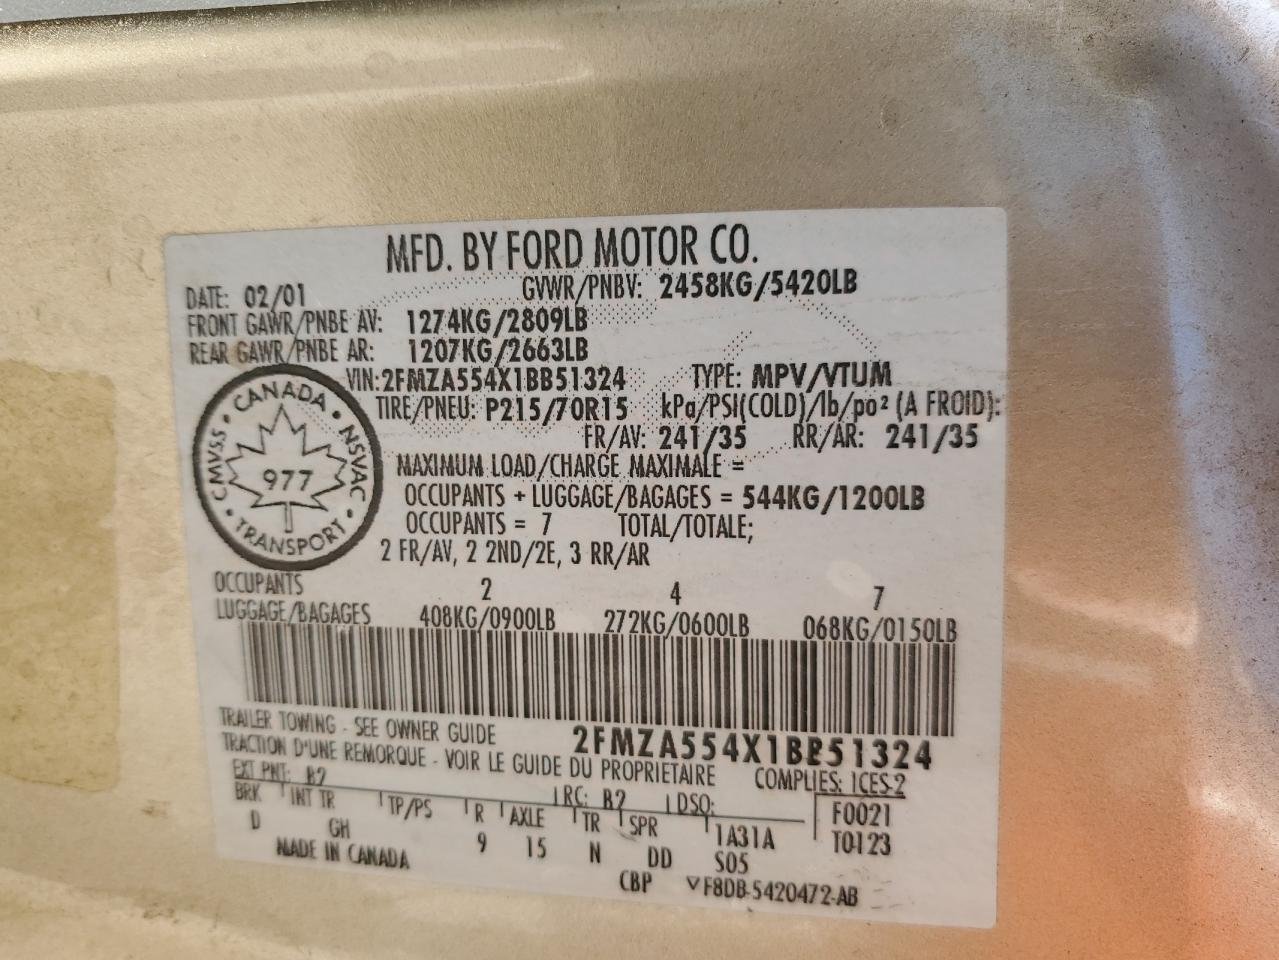 MFD. BY FORD MOTOR CO.
DATE: 02/01 GVWR/PNBV: 2458KG/5420LB
FRONT GAWR/PNBE AV: 1274KG/2809LB
REAR GAWR/PNBE AR: 1207KG/2663LB
VIN: 2FMZA554X1BB51324 TYPE: MPV/VTUM
TIRE/PNEU: P215/70R15 kPa/PSI(COLD)/lb/po² (A FROID):
FR/AV: 241/35 RR/AR: 241/35
CANADA
CMVSS
NSVAC
977
TRANSPORT
MAXIMUM LOAD/CHARGE MAXIMALE =
OCCUPANTS + LUGGAGE/BAGAGES = 544KG/1200LB
OCCUPANTS = 7 TOTAL/TOTALE;
2 FR/AV, 2 2ND/2E, 3 RR/AR
OCCUPANTS 2 4 7
LUGGAGE/BAGAGES 408KG/0900LB 272KG/0600LB 068KG/0150LB
TRAILER TOWING - SEE OWNER GUIDE 2FMZA554X1BB51324
TRACTION D'UNE REMORQUE - VOIR LE GUIDE DU PROPRIETAIRE COMPLIES: ICES-2
EXT PNT: B2 RC: B2 DSO: F0021
BRK INT TR TP/PS R AXLE TR SPR 1A31A T0123
D GH 9 15 N DD S05
MADE IN CANADA CBP VF8DB-5420472-AB